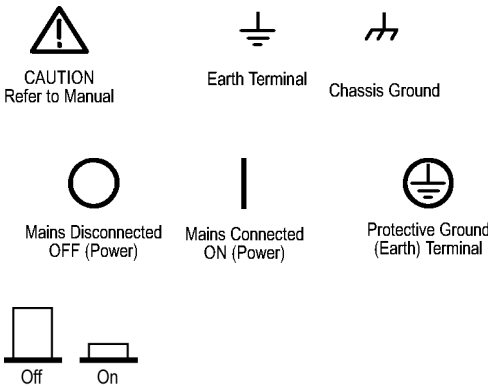 CAUTION
Refer to Manual
Earth Terminal
Chassis Ground
Mains Disconnected
OFF (Power)
Mains Connected
ON (Power)
Protective Ground
(Earth) Terminal
Off
On